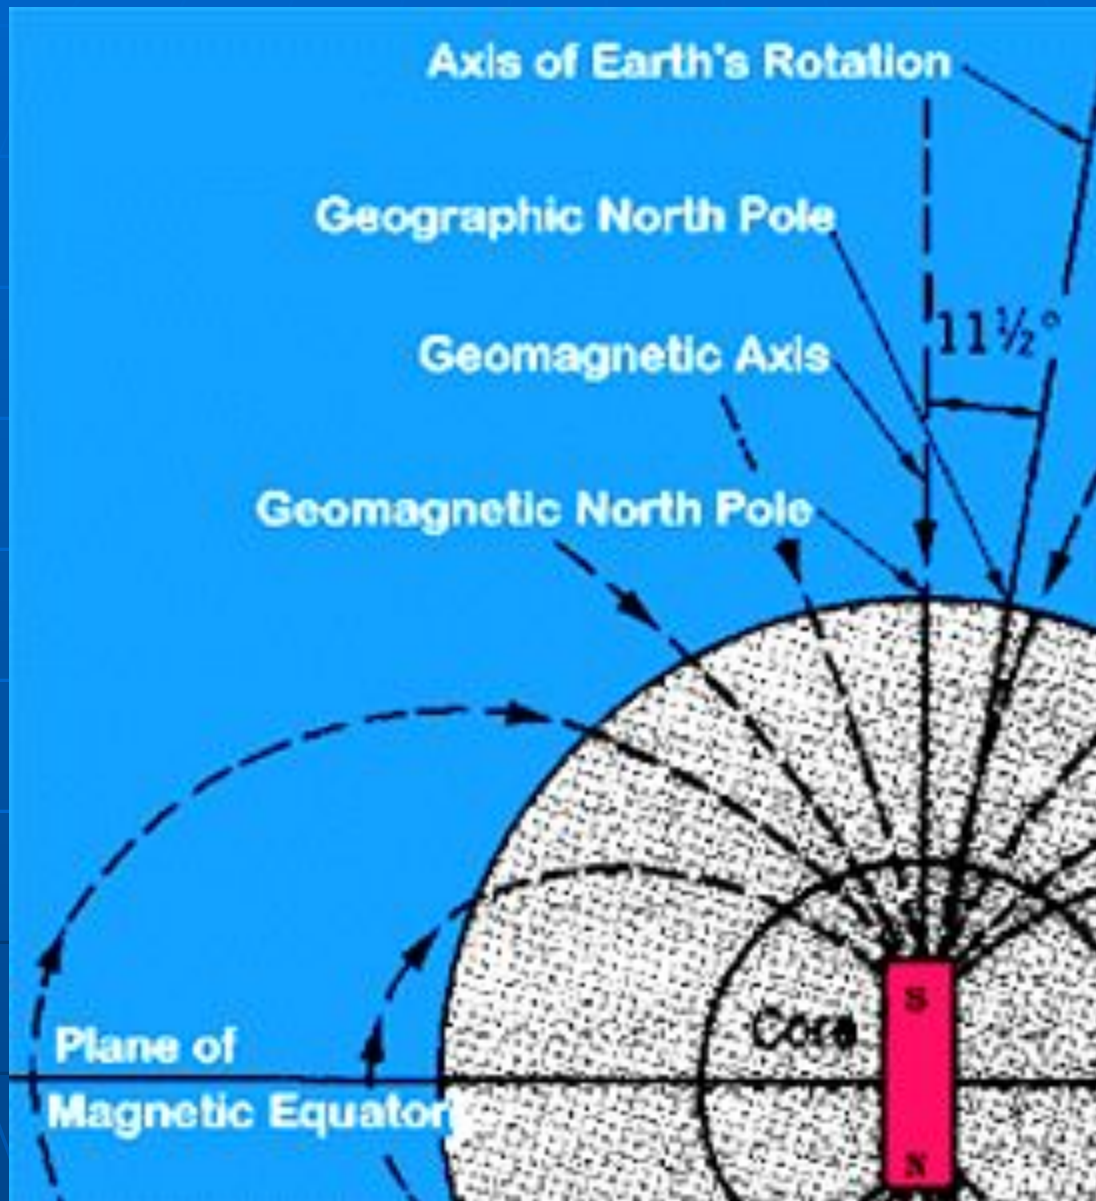 Axis of Earth's Rotation
Geographic North Pole
11½°
Geomagnetic Axis
Geomagnetic North Pole
S
Core
Plane of
Magnetic Equator
N